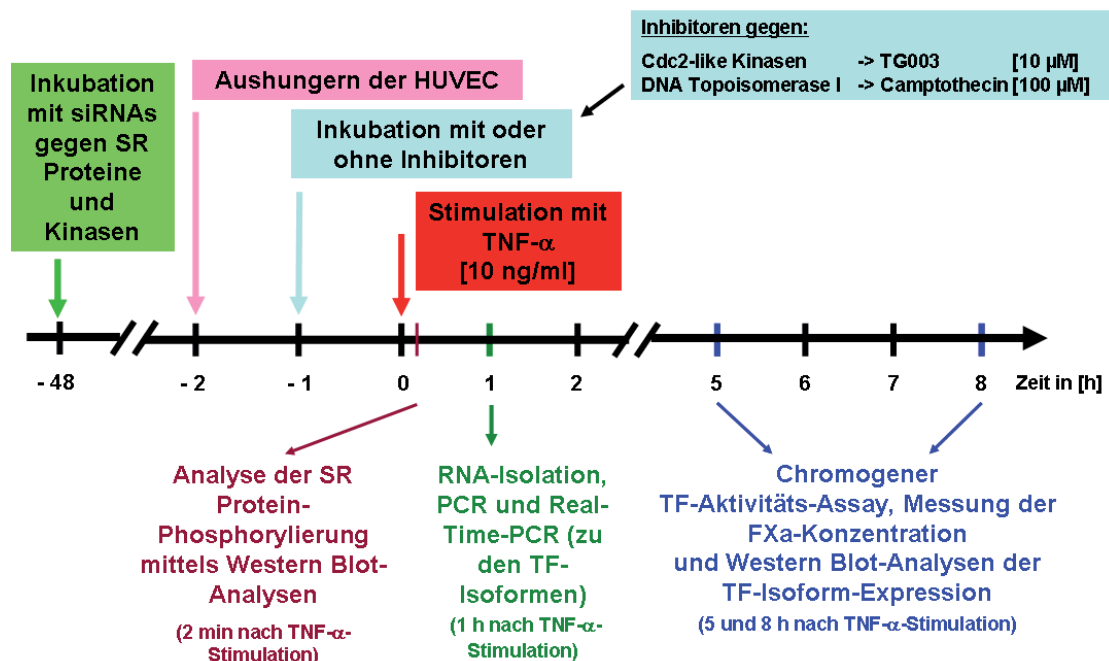 Inhibitoren gegen:
Cdc2-like Kinasen -> TG003 [10 µM]
DNA Topoisomerase I -> Camptothecin [100 µM]
Inkubation
mit siRNAs
gegen SR
Proteine
und
Kinasen
Aushungern der HUVEC
Inkubation mit oder
ohne Inhibitoren
Stimulation mit
TNF-α
[10 ng/ml]
- 48 - 2 - 1 0 1 2 5 6 7 8 Zeit in [h]
Analyse der SR
Protein-
Phosphorylierung
mittels Western Blot-
Analysen
(2 min nach TNF-α-
Stimulation)
RNA-Isolation,
PCR und Real-
Time-PCR (zu
den TF-
Isoformen)
(1 h nach TNF-α-
Stimulation)
Chromogener
TF-Aktivitäts-Assay, Messung der
FXa-Konzentration
und Western Blot-Analysen der
TF-Isoform-Expression
(5 und 8 h nach TNF-α-Stimulation)